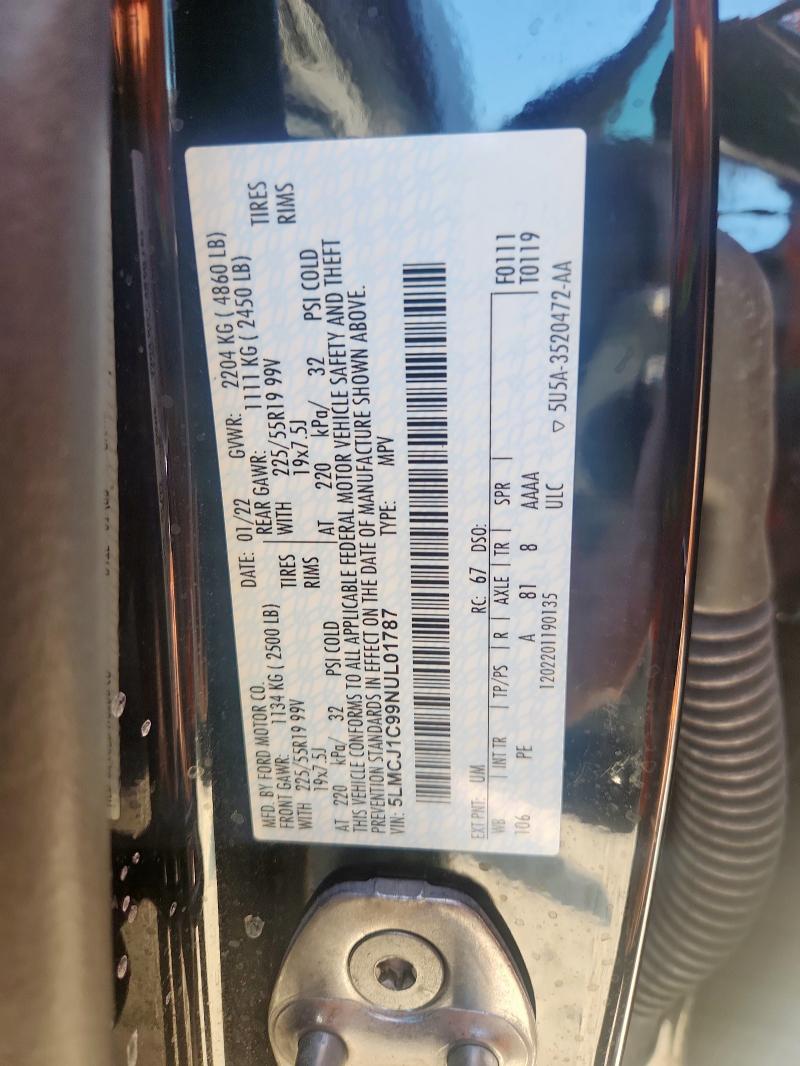 MFD. BY FORD MOTOR CO.
DATE: 01/22 GVWR: 2204 KG ( 4860 LB)
FRONT GAWR: 1134 KG ( 2500 LB)
REAR GAWR: 1111 KG ( 2450 LB)
WITH 225/55R19 99V TIRES
WITH 225/55R19 99V TIRES
19x7.5J RIMS
19x7.5J RIMS
AT 220 kPa/ 32 PSI COLD
AT 220 kPa/ 32 PSI COLD
THIS VEHICLE CONFORMS TO ALL APPLICABLE FEDERAL MOTOR VEHICLE SAFETY AND THEFT
PREVENTION STANDARDS IN EFFECT ON THE DATE OF MANUFACTURE SHOWN ABOVE.
VIN: 5LMCJ1C99NUL01787 TYPE: MPV
EXT PNT: UM RC: 67 DSO:
WB INT TR TP/PS R AXLE TR SPR F0111
106 PE A 81 8 AAAA T0119
1202201190135 ULC
▽ 5U5A-3520472-AA